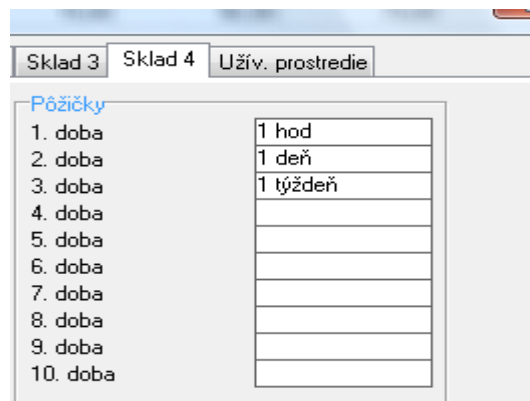 Sklad 3 Sklad 4 Užív. prostredie
Pôžičky
1. doba 1 hod
2. doba 1 deň
3. doba 1 týždeň
4. doba
5. doba
6. doba
7. doba
8. doba
9. doba
10. doba